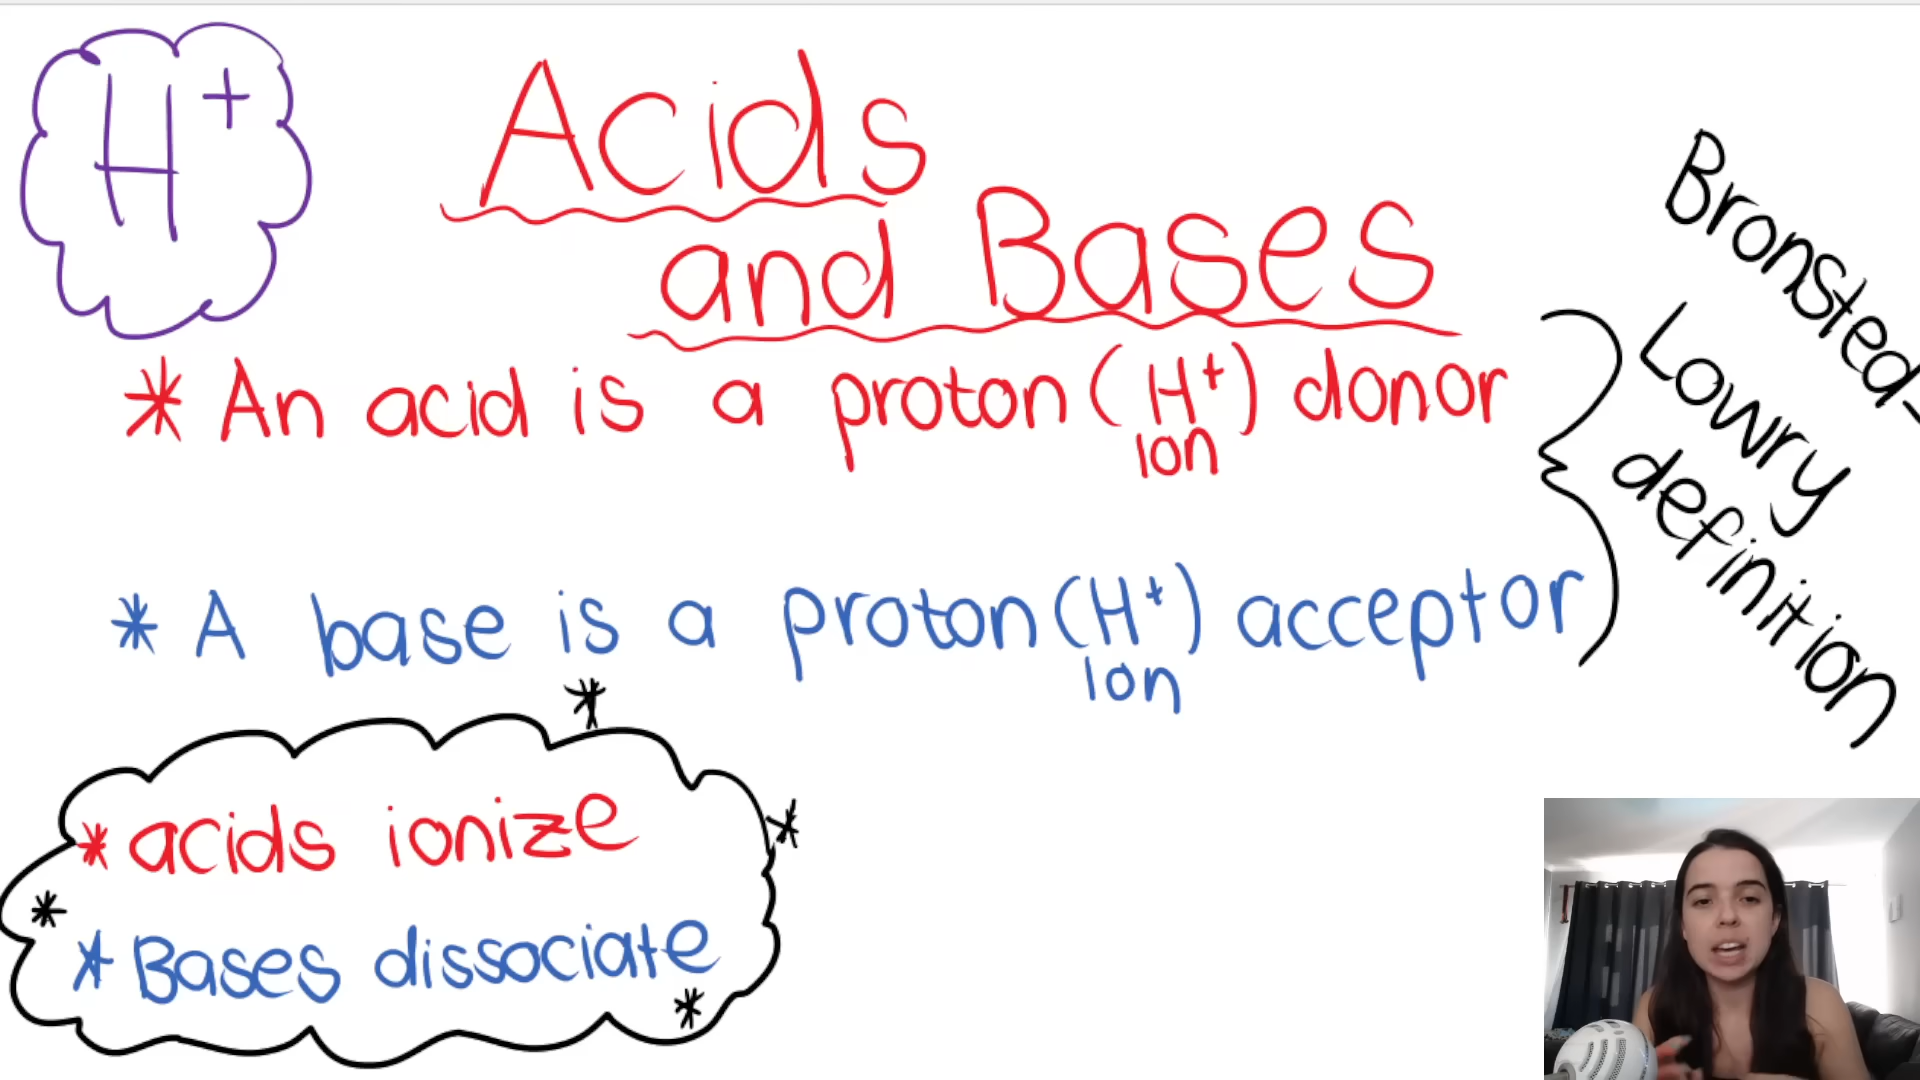 H+
Acids
and Bases
* An acid is a proton (H+) donor
ion
* A base is a proton (H+) acceptor
ion
Bronsted-
Lowry
definition
* acids ionize
* Bases dissociate